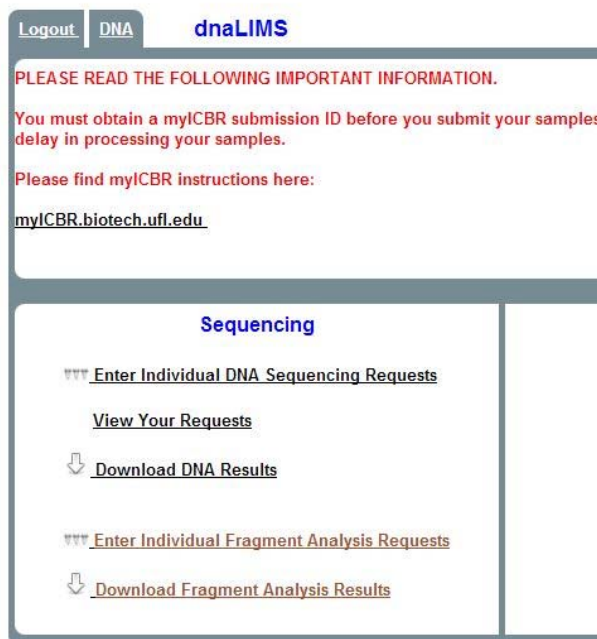 Logout DNA dnaLIMS
PLEASE READ THE FOLLOWING IMPORTANT INFORMATION.
You must obtain a myICBR submission ID before you submit your samples
delay in processing your samples.
Please find myICBR instructions here:
myICBR.biotech.ufl.edu
Sequencing
Enter Individual DNA Sequencing Requests
View Your Requests
Download DNA Results
Enter Individual Fragment Analysis Requests
Download Fragment Analysis Results